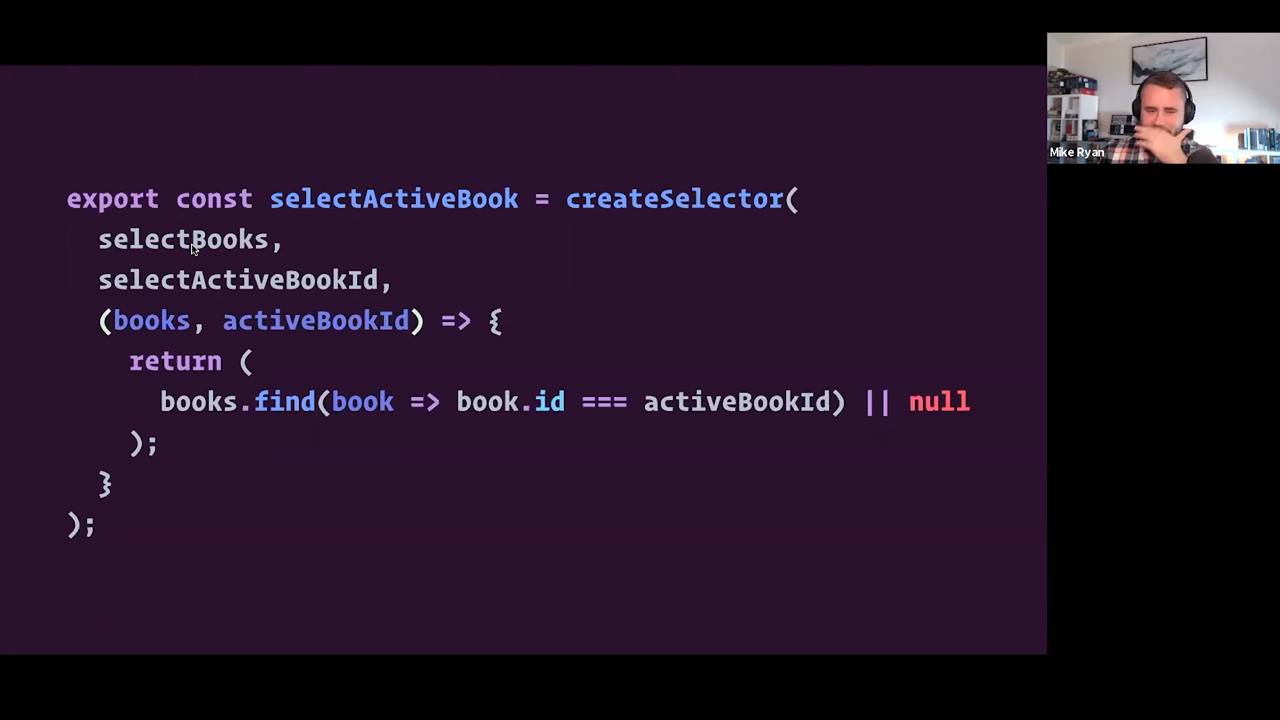 export const selectActiveBook = createSelector(
selectBooks,
selectActiveBookId,
(books, activeBookId) => {
return (
books.find(book => book.id === activeBookId) || null
);
}
);
Mike Ryan